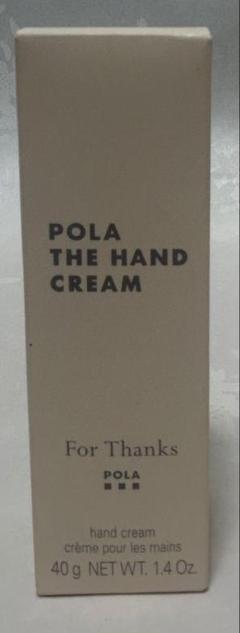 POLA
THE HAND
CREAM
For Thanks
POLA
hand cream
crème pour les mains
40 g NET WT. 1.4 Oz.